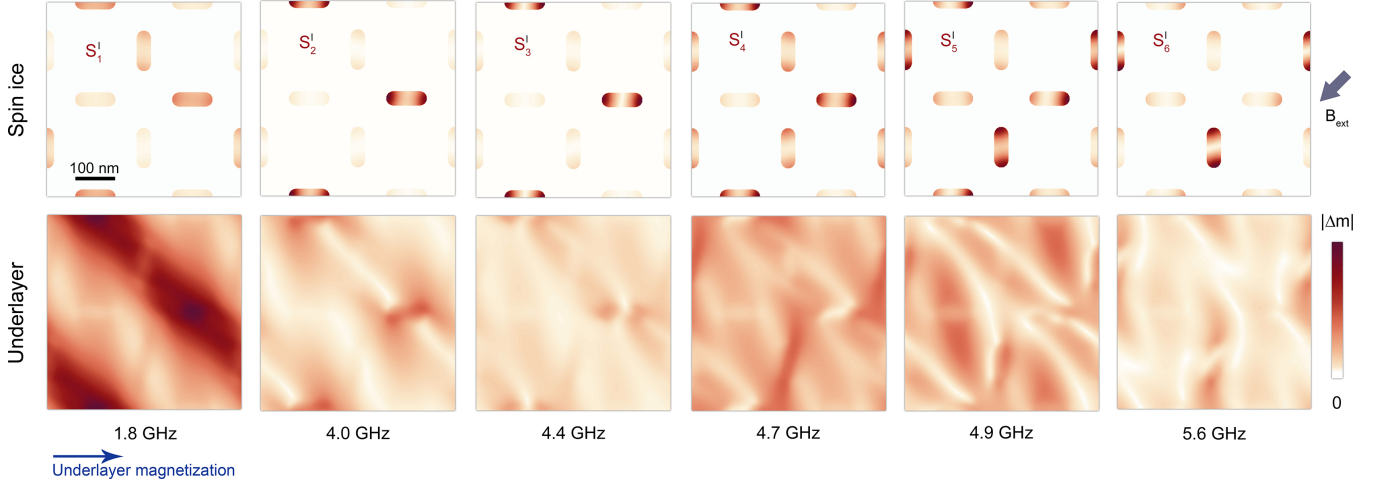 Spin ice
S₁ᴵ
S₂ᴵ
S₃ᴵ
S₄ᴵ
S₅ᴵ
S₆ᴵ
100 nm
B_ext
Underlayer
|Δm|
0
1.8 GHz
4.0 GHz
4.4 GHz
4.7 GHz
4.9 GHz
5.6 GHz
Underlayer magnetization